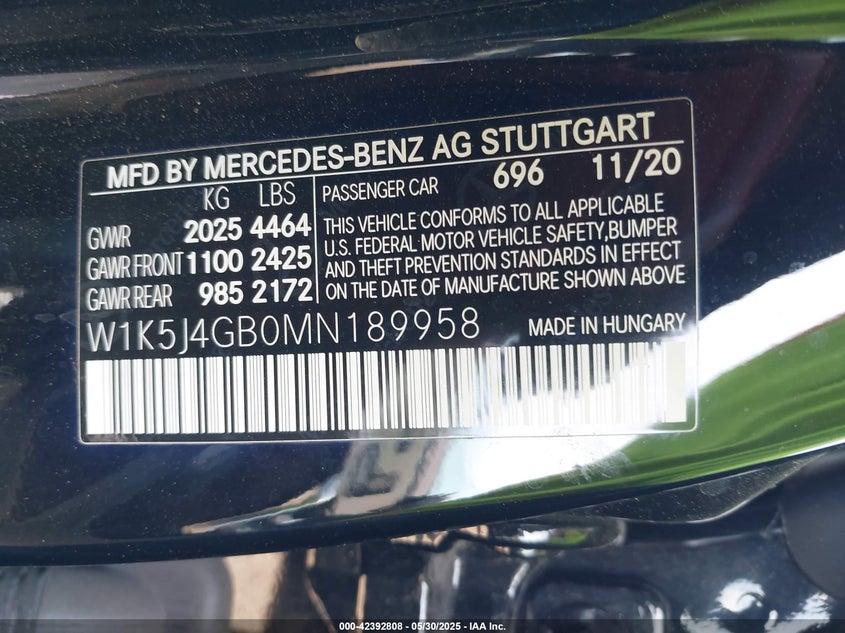 MFD BY MERCEDES-BENZ AG STUTTGART
KG LBS
GVWR 2025 4464
GAWR FRONT 1100 2425
GAWR REAR 985 2172
PASSENGER CAR 696 11/20
THIS VEHICLE CONFORMS TO ALL APPLICABLE
U.S. FEDERAL MOTOR VEHICLE SAFETY,BUMPER
AND THEFT PREVENTION STANDARDS IN EFFECT
ON THE DATE OF MANUFACTURE SHOWN ABOVE
W1K5J4GB0MN189958 MADE IN HUNGARY
000-42392808 - 05/30/2025 - IAA Inc.